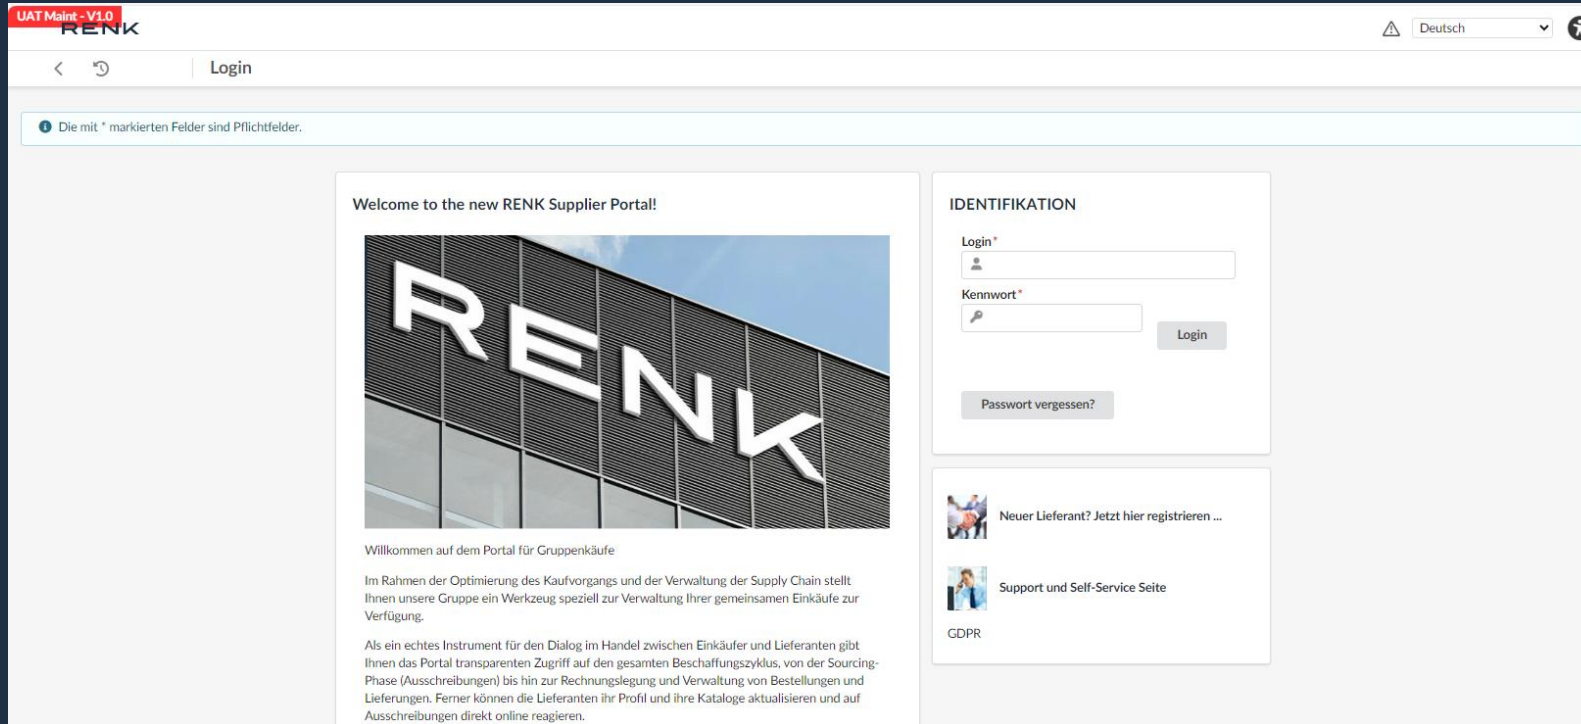 UAT Maint - V1.0
RENK
Deutsch
Login
Die mit * markierten Felder sind Pflichtfelder.
Welcome to the new RENK Supplier Portal!
RENK
Willkommen auf dem Portal für Gruppenkäufe
Im Rahmen der Optimierung des Kaufvorgangs und der Verwaltung der Supply Chain stellt
Ihnen unsere Gruppe ein Werkzeug speziell zur Verwaltung Ihrer gemeinsamen Einkäufe zur
Verfügung.
Als ein echtes Instrument für den Dialog im Handel zwischen Einkäufer und Lieferanten gibt
Ihnen das Portal transparenten Zugriff auf den gesamten Beschaffungszyklus, von der Sourcing-
Phase (Ausschreibungen) bis hin zur Rechnungslegung und Verwaltung von Bestellungen und
Lieferungen. Ferner können die Lieferanten ihr Profil und ihre Kataloge aktualisieren und auf
Ausschreibungen direkt online reagieren.
IDENTIFIKATION
Login*
Kennwort*
Login
Passwort vergessen?
Neuer Lieferant? Jetzt hier registrieren ...
Support und Self-Service Seite
GDPR